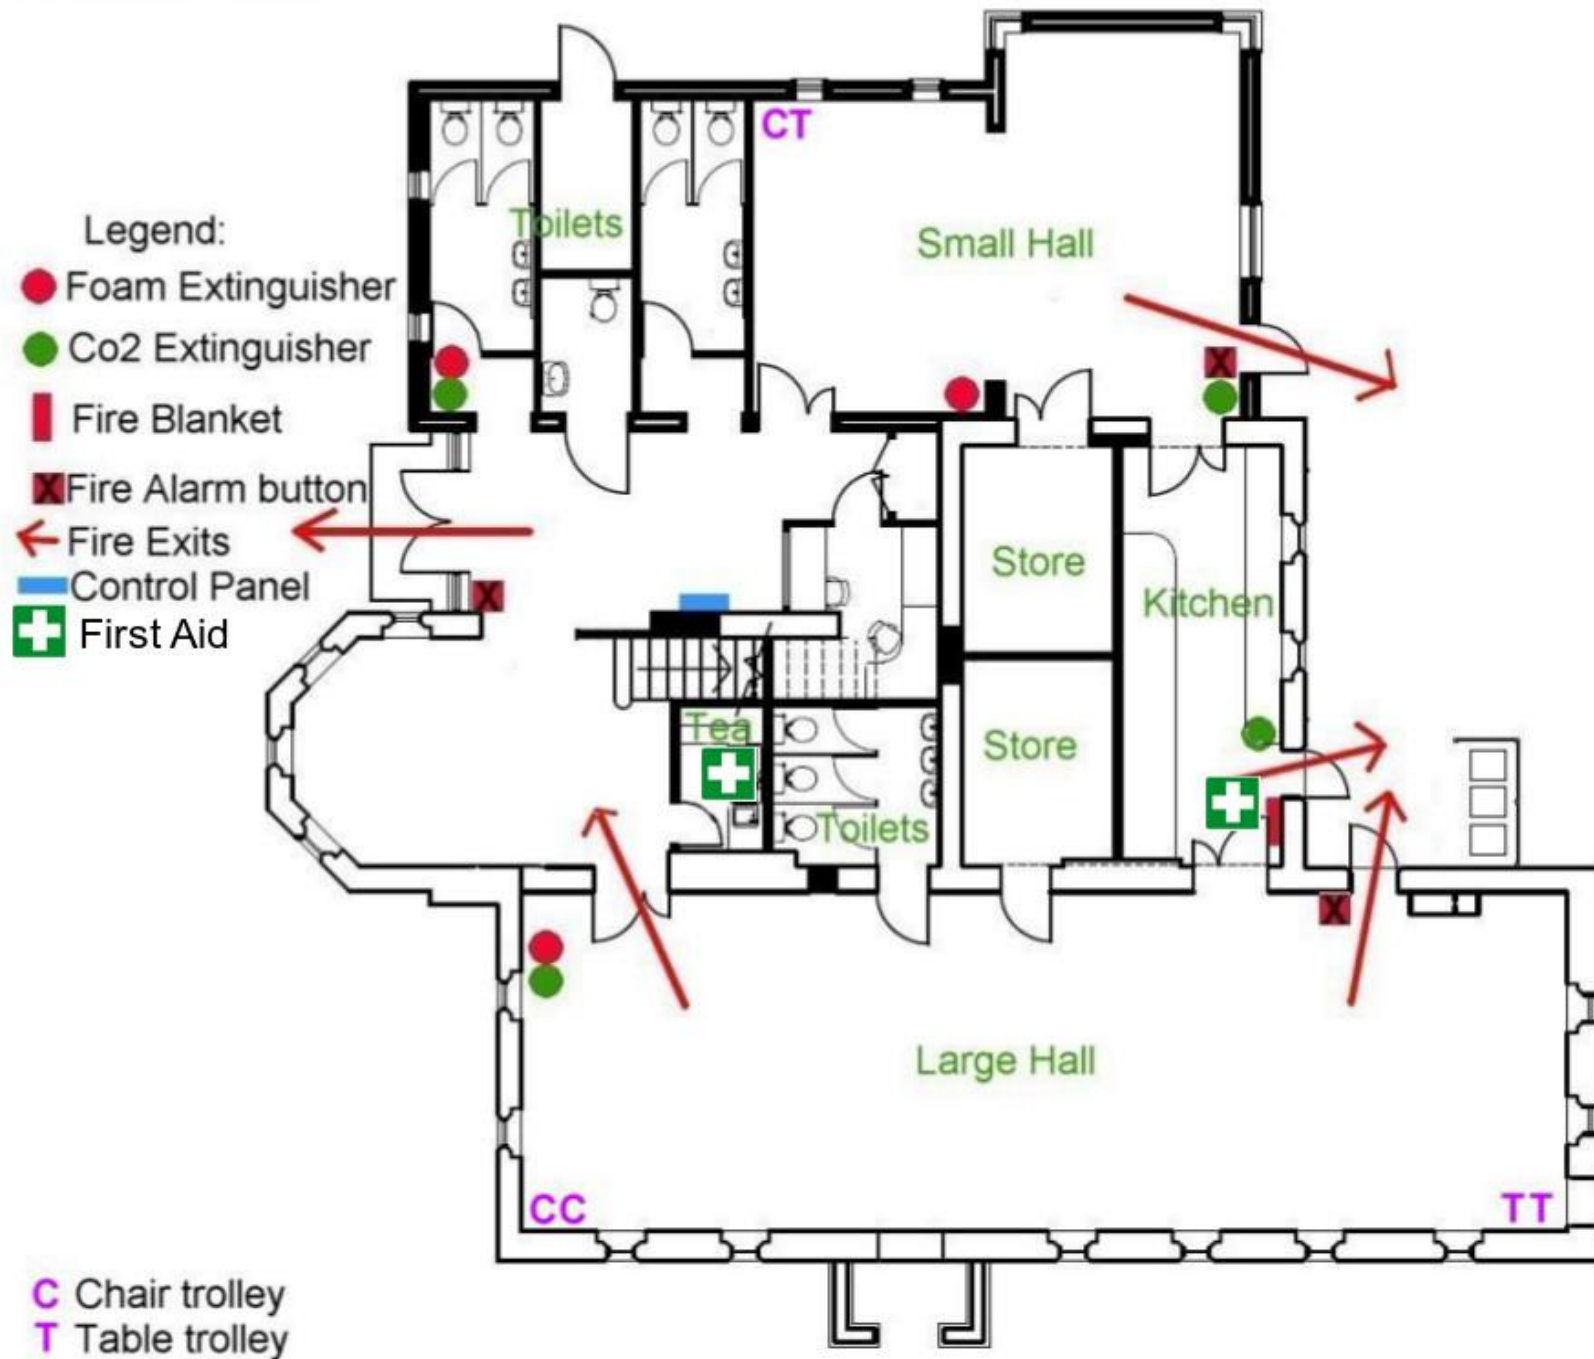 CT
Toilets
Small Hall
Legend:
Foam Extinguisher
Co2 Extinguisher
Fire Blanket
X
X Fire Alarm button
Fire Exits
Control Panel
First Aid
X
Store
Kitchen
Tea
Store
Toilets
X
Large Hall
CC
TT
C Chair trolley
T Table trolley